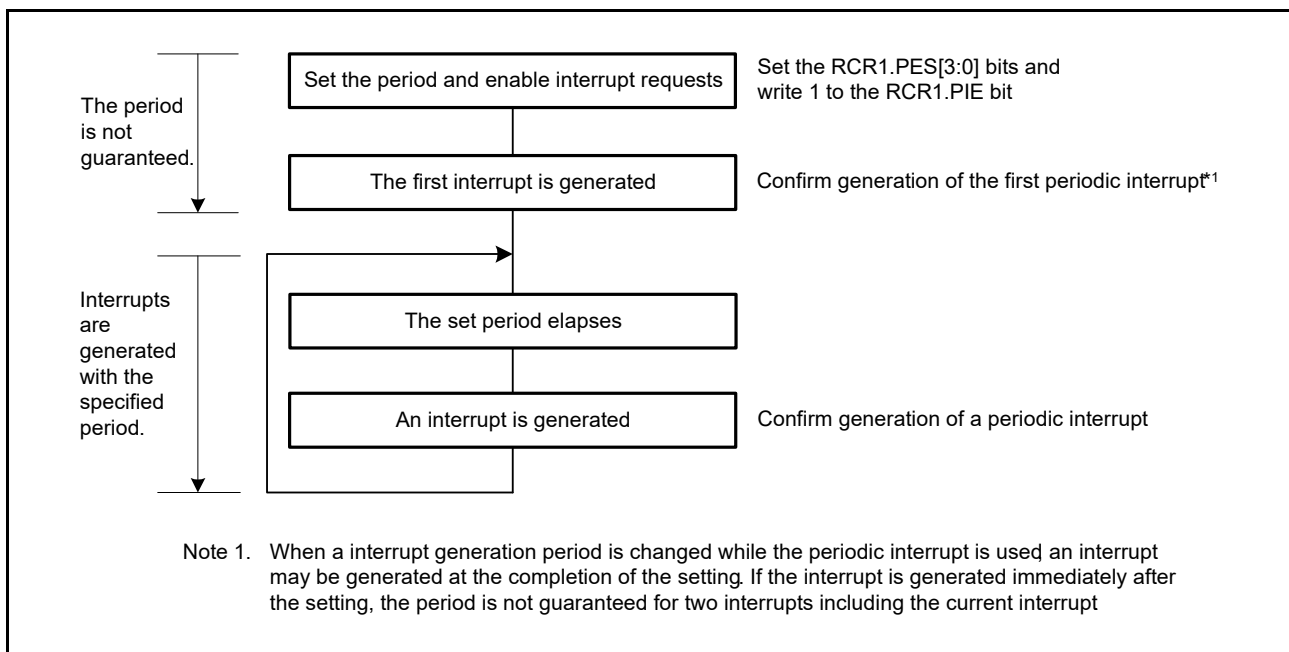 Set the period and enable interrupt requests
Set the RCR1.PES[3:0] bits and
write 1 to the RCR1.PIE bit
The period
is not
guaranteed.
The first interrupt is generated
Confirm generation of the first periodic interrupt*1
Interrupts
are
generated
with the
specified
period.
The set period elapses
An interrupt is generated
Confirm generation of a periodic interrupt
Note 1. When a interrupt generation period is changed while the periodic interrupt is used, an interrupt
may be generated at the completion of the setting. If the interrupt is generated immediately after
the setting, the period is not guaranteed for two interrupts including the current interrupt